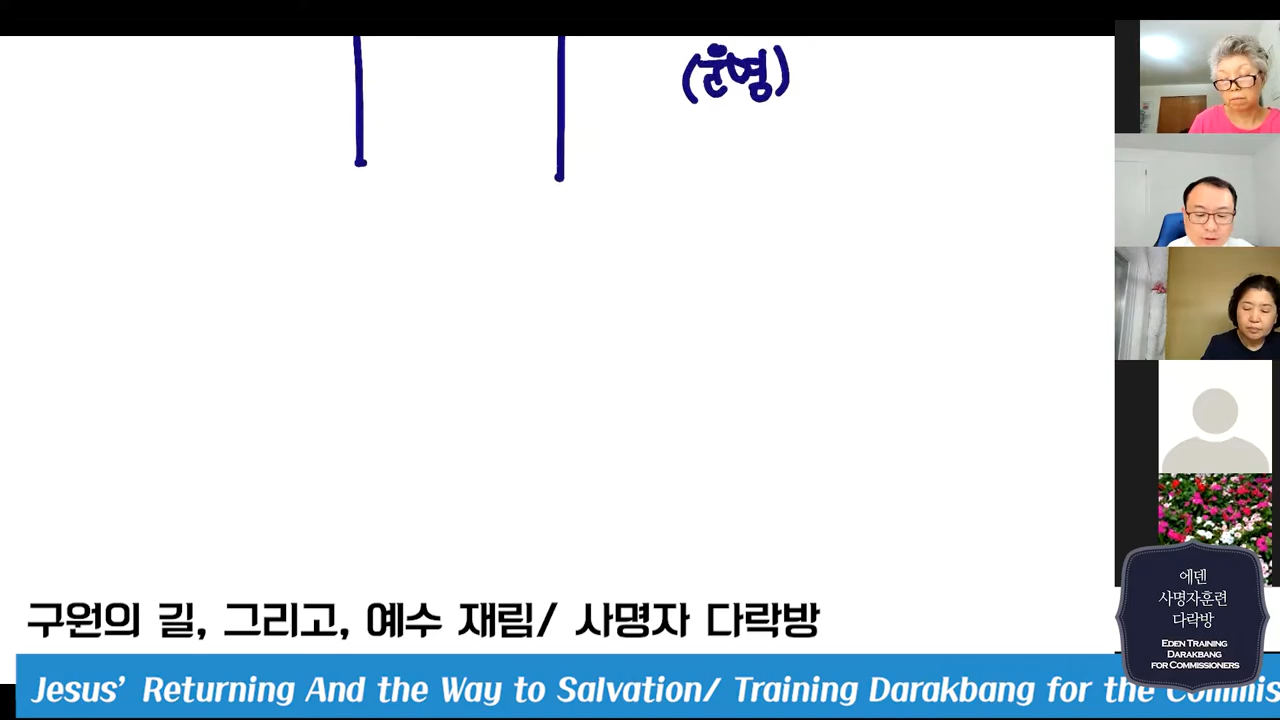 (운명)
구원의 길, 그리고, 예수 재림/ 사명자 다락방
Jesus’ Returning And the Way to Salvation/ Training Darakbang for the Commis
에덴
사명자훈련
다락방
EDEN TRAINING
DARAKBANG
FOR COMMISSIONERS